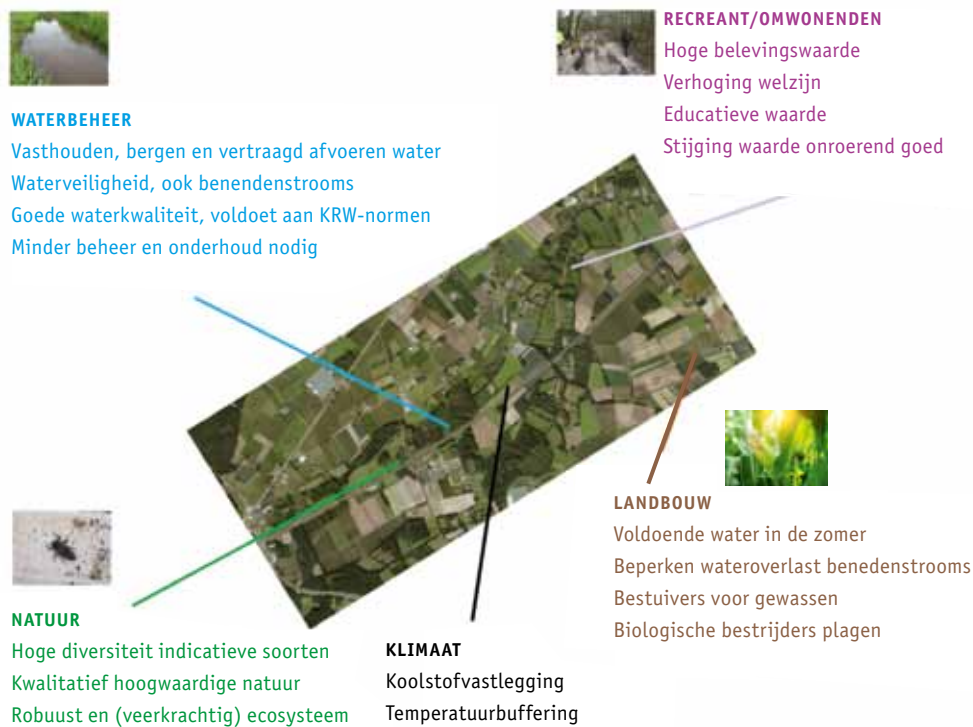 RECREANT/OMWONENDEN
Hoge belevingswaarde
Verhoging welzijn
Educatieve waarde
Stijging waarde onroerend goed
WATERBEHEER
Vasthouden, bergen en vertraagd afvoeren water
Waterveiligheid, ook benendenstrooms
Goede waterkwaliteit, voldoet aan KRW-normen
Minder beheer en onderhoud nodig
LANDBOUW
Voldoende water in de zomer
Beperken wateroverlast benedenstrooms
Bestuivers voor gewassen
Biologische bestrijders plagen
NATUUR
Hoge diversiteit indicatieve soorten
Kwalitatief hoogwaardige natuur
Robuust en (veerkrachtig) ecosysteem
KLIMAAT
Koolstofvastlegging
Temperatuurbuffering